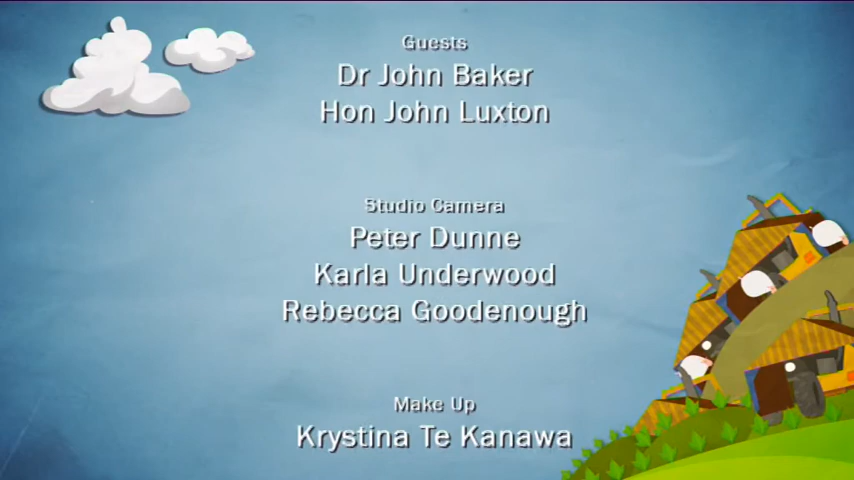 Guests
Dr John Baker
Hon John Luxton
Studio Camera
Peter Dunne
Karla Underwood
Rebecca Goodenough
Make Up
Krystina Te Kanawa